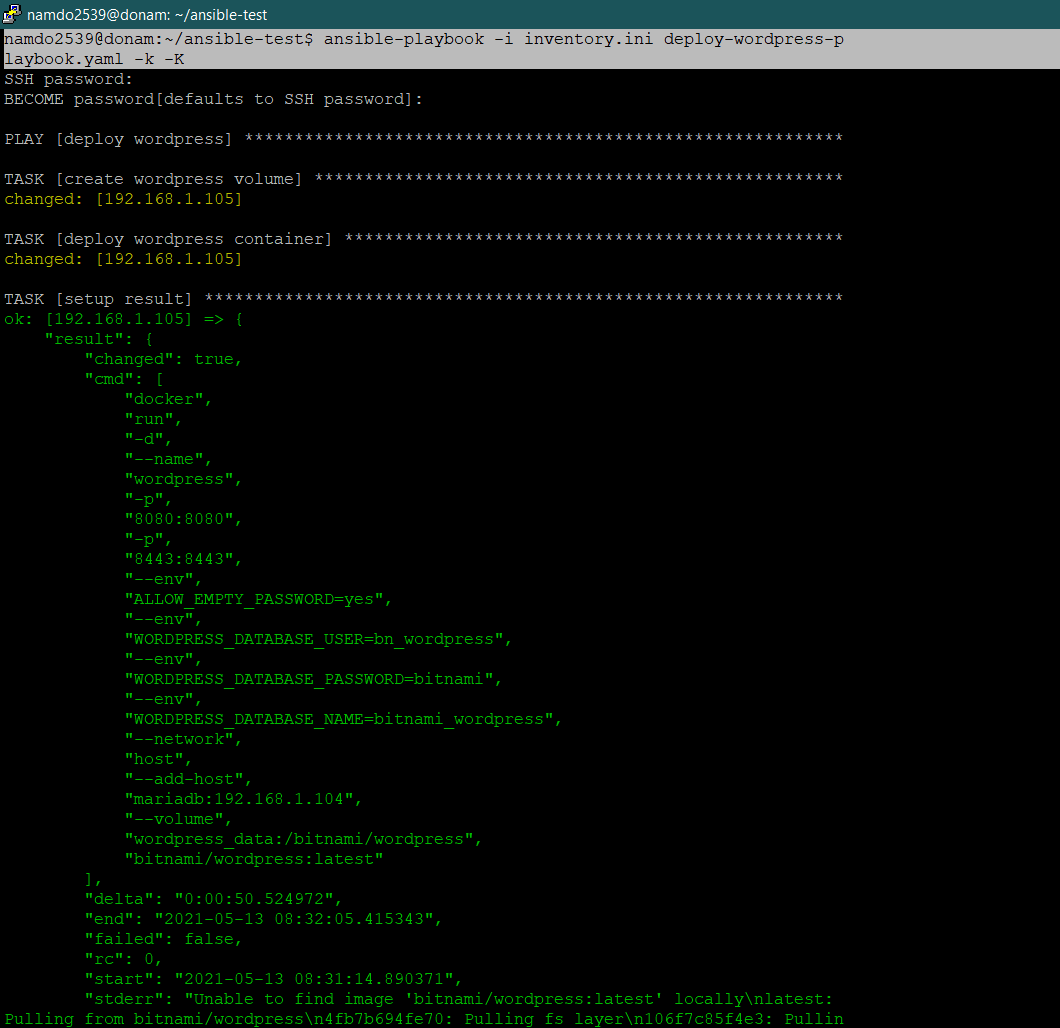 namdo2539@donam: ~/ansible-test
namdo2539@donam:~/ansible-test$ ansible-playbook -i inventory.ini deploy-wordpress-p
laybook.yaml -k -K
SSH password:
BECOME password[defaults to SSH password]:
PLAY [deploy wordpress] ************************************************************
TASK [create wordpress volume] *****************************************************
changed: [192.168.1.105]
TASK [deploy wordpress container] **************************************************
changed: [192.168.1.105]
TASK [setup result] ****************************************************************
ok: [192.168.1.105] => {
    "result": {
        "changed": true,
        "cmd": [
            "docker",
            "run",
            "-d",
            "--name",
            "wordpress",
            "-p",
            "8080:8080",
            "-p",
            "8443:8443",
            "--env",
            "ALLOW_EMPTY_PASSWORD=yes",
            "--env",
            "WORDPRESS_DATABASE_USER=bn_wordpress",
            "--env",
            "WORDPRESS_DATABASE_PASSWORD=bitnami",
            "--env",
            "WORDPRESS_DATABASE_NAME=bitnami_wordpress",
            "--network",
            "host",
            "--add-host",
            "mariadb:192.168.1.104",
            "--volume",
            "wordpress_data:/bitnami/wordpress",
            "bitnami/wordpress:latest"
        ],
        "delta": "0:00:50.524972",
        "end": "2021-05-13 08:32:05.415343",
        "failed": false,
        "rc": 0,
        "start": "2021-05-13 08:31:14.890371",
        "stderr": "Unable to find image 'bitnami/wordpress:latest' locally\nlatest:
Pulling from bitnami/wordpress\n4fb7b694fe70: Pulling fs layer\n106f7c85f4e3: Pullin